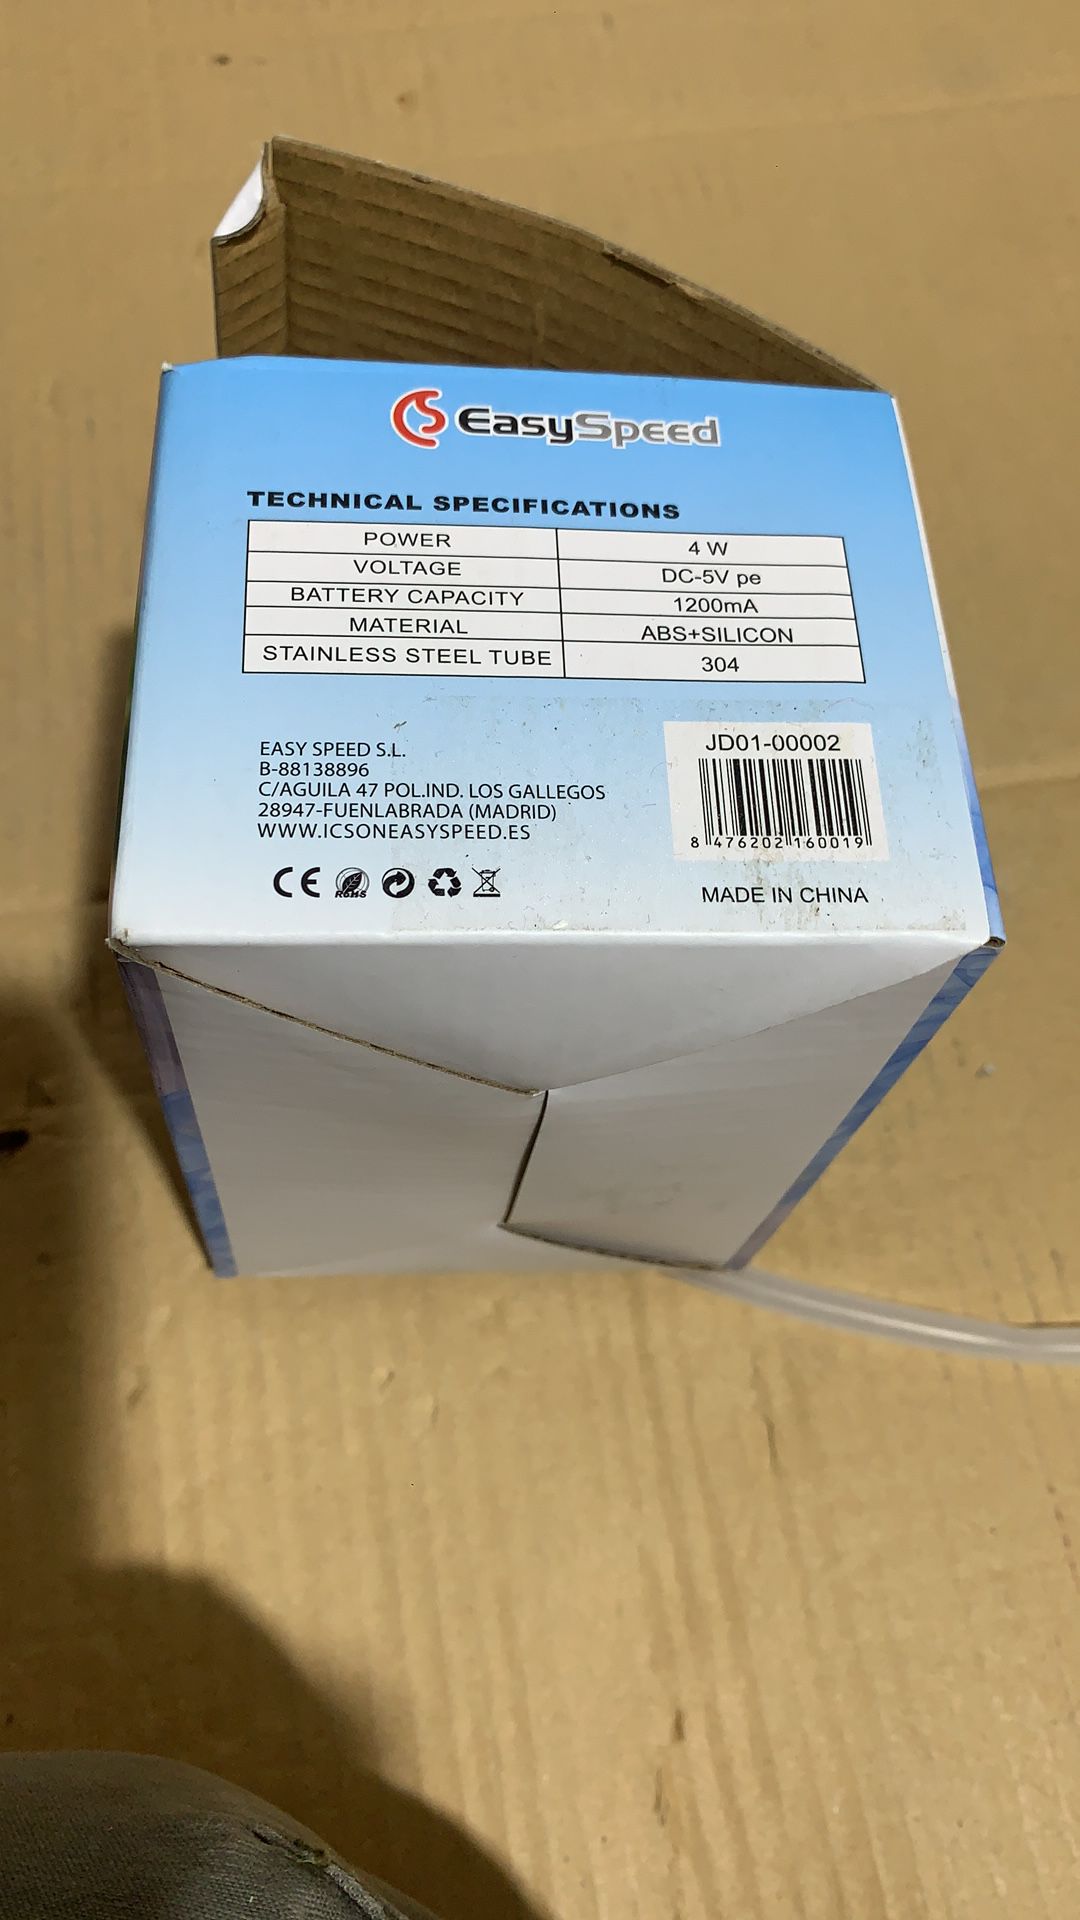 EasySpeed
TECHNICAL SPECIFICATIONS
POWER 4 W
VOLTAGE DC-5V pe
BATTERY CAPACITY 1200mA
MATERIAL ABS+SILICON
STAINLESS STEEL TUBE 304
EASY SPEED S.L.
B-88138896
C/AGUILA 47 POL.IND. LOS GALLEGOS
28947-FUENLABRADA (MADRID)
WWW.ICSONEASYSPEED.ES
JD01-00002
8 476202 160019
CE RoHS
MADE IN CHINA